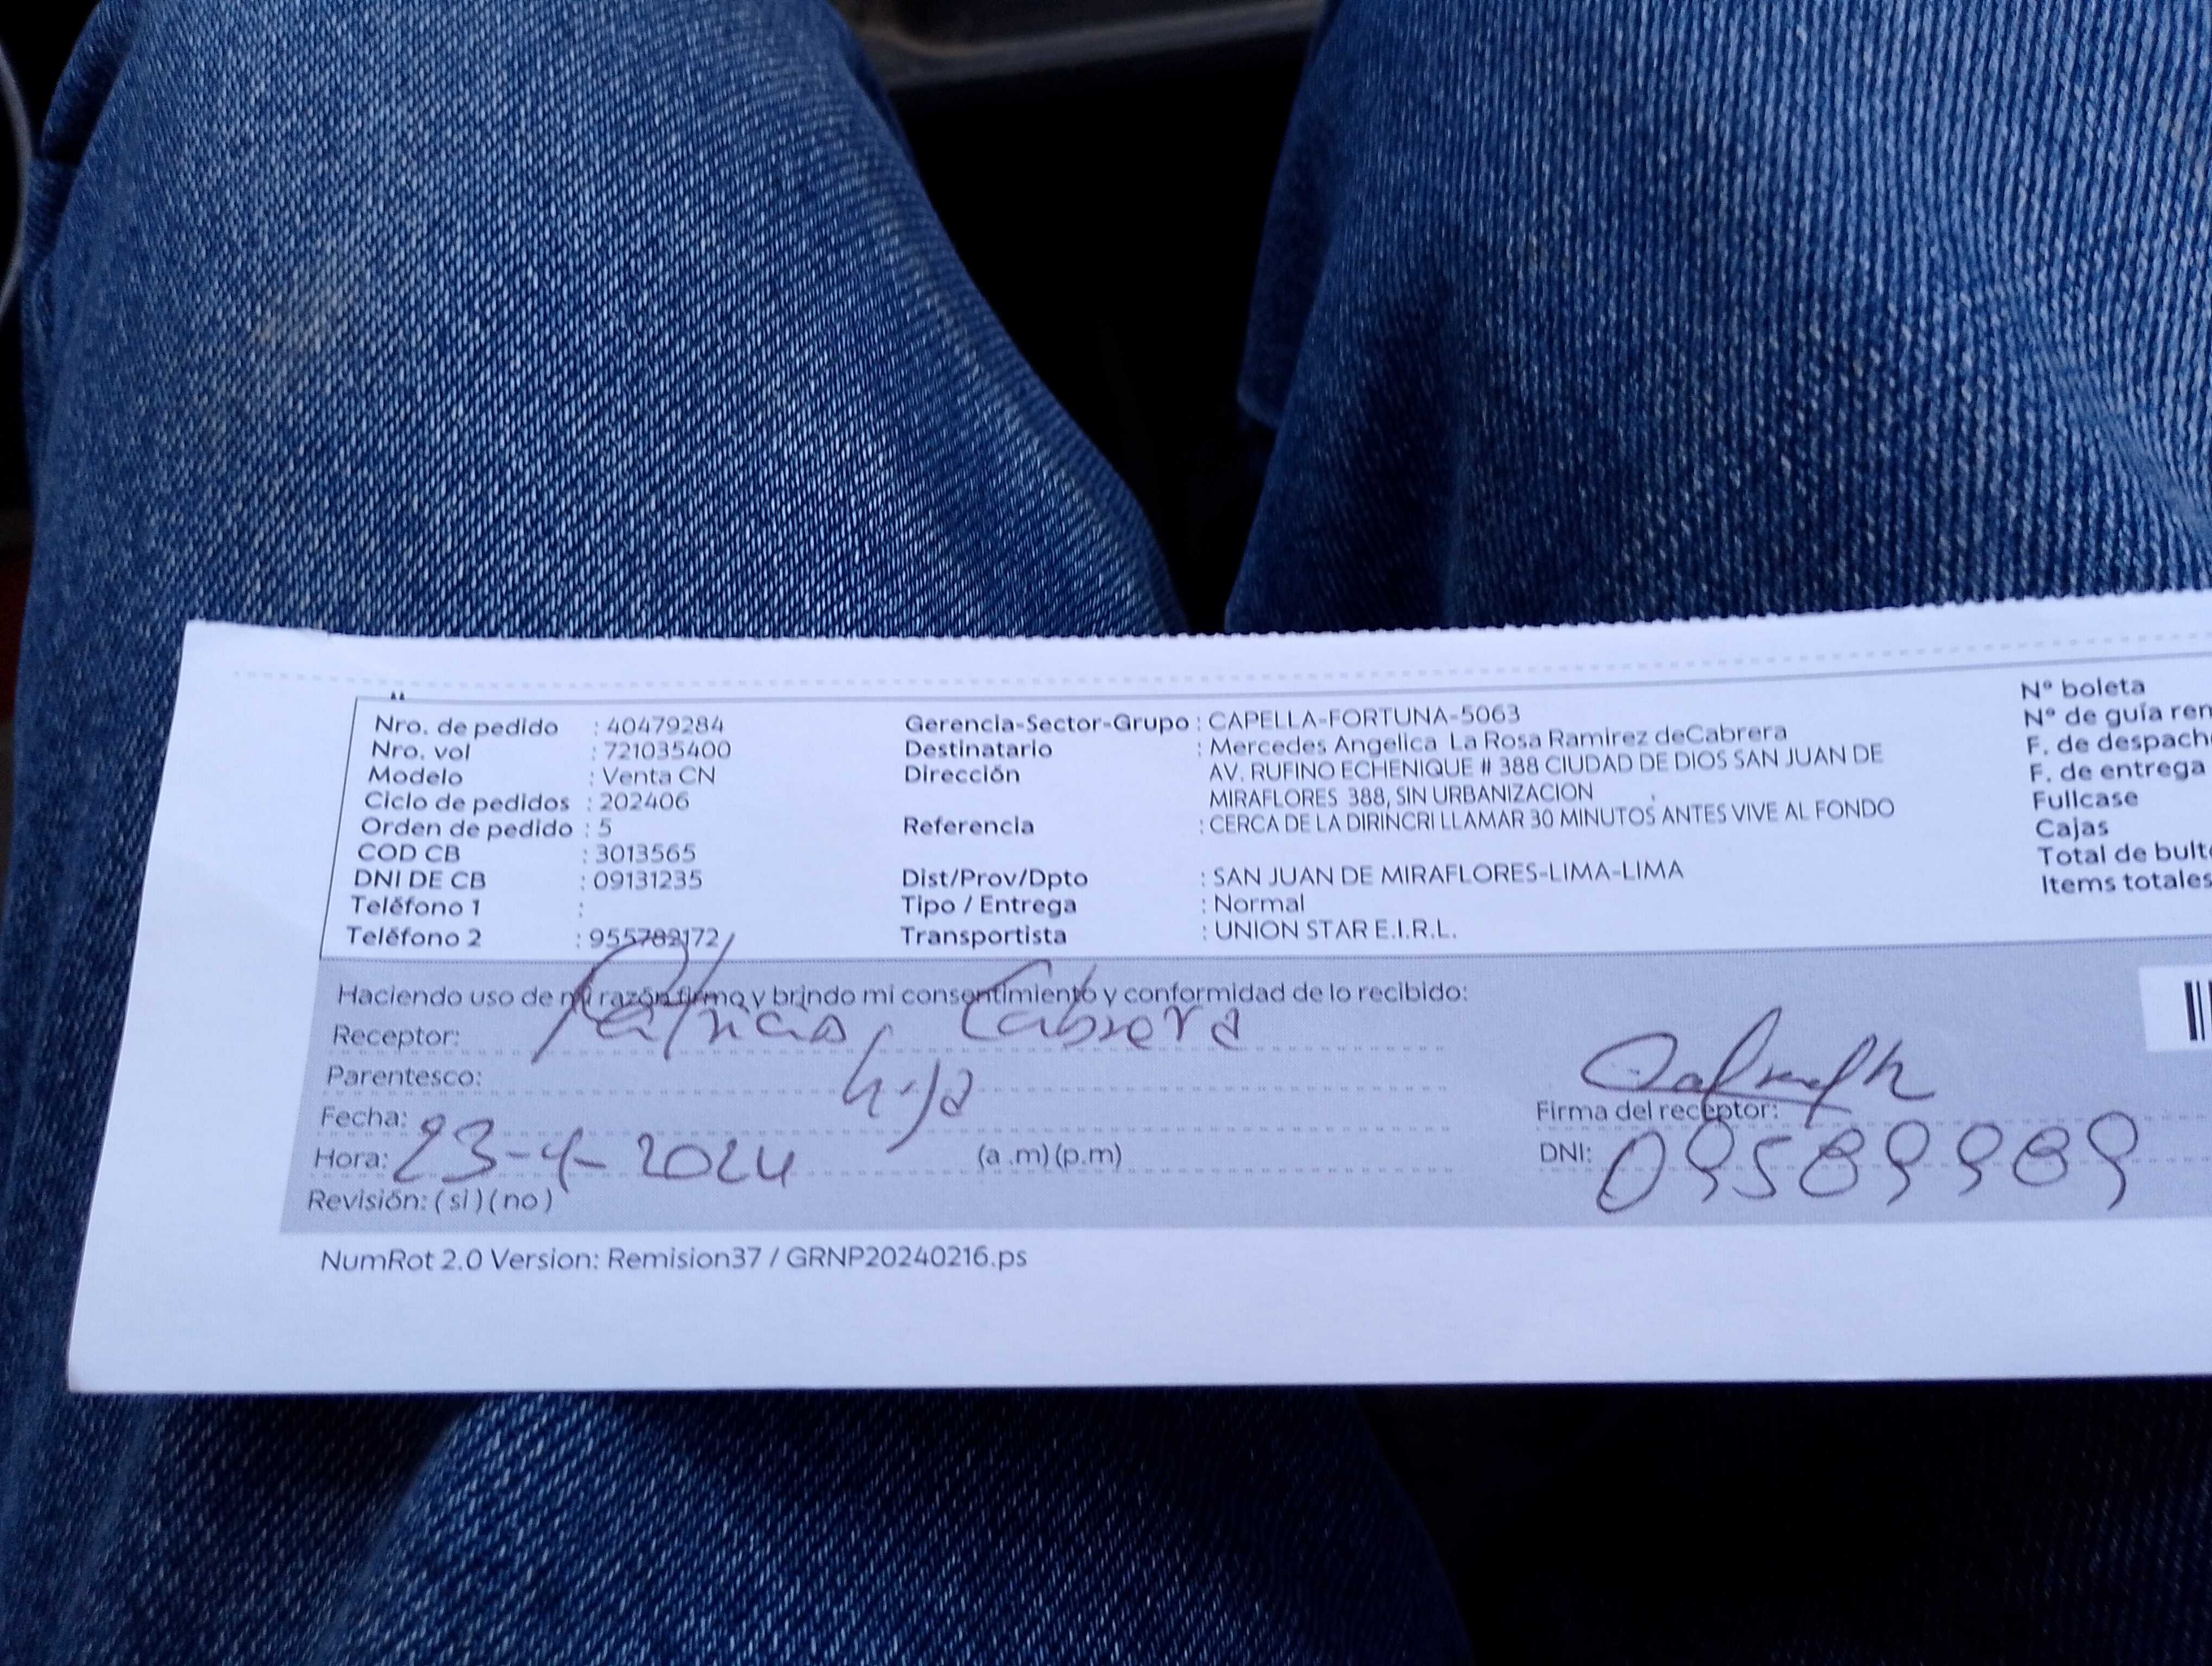 Nro. de pedido : 40479284
Nro. vol : 721035400
Modelo : Venta CN
Ciclo de pedidos : 202406
Orden de pedido : 5
COD CB : 3013565
DNI DE CB : 09131235
Teléfono 1 :
Teléfono 2 : 955782172
Gerencia-Sector-Grupo : CAPELLA-FORTUNA-5063
Destinatario : Mercedes Angelica La Rosa Ramirez deCabrera
Dirección AV. RUFINO ECHENIQUE # 388 CIUDAD DE DIOS SAN JUAN DE
MIRAFLORES 388, SIN URBANIZACION
Referencia : CERCA DE LA DIRINCRI LLAMAR 30 MINUTOS ANTES VIVE AL FONDO
Dist/Prov/Dpto : SAN JUAN DE MIRAFLORES-LIMA-LIMA
Tipo / Entrega : Normal
Transportista : UNION STAR E.I.R.L.
N° boleta
N° de guía rem
F. de despach
F. de entrega
Fullcase
Cajas
Total de bulto
Items totales
Haciendo uso de mi razón firmo y brindo mi consentimiento y conformidad de lo recibido:
Receptor: Patricia Cabrera
Parentesco: hija
Fecha: 23-4-2024
Hora: (a .m) (p.m)
Revisión: ( si ) ( no )
Firma del receptor:
DNI: 09589989
NumRot 2.0 Version: Remision37 / GRNP20240216.ps